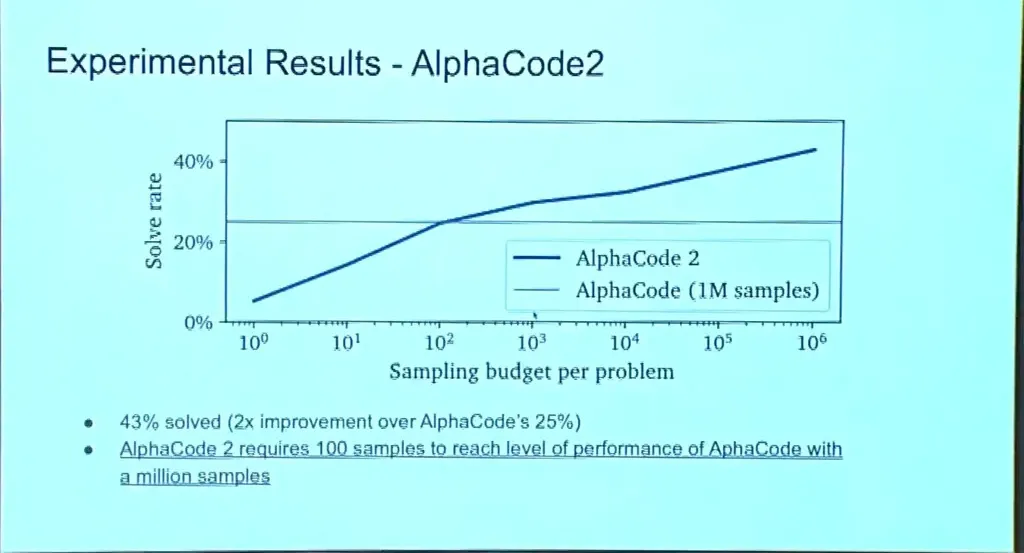 Experimental Results - AlphaCode2
40%
20%
0%
Solve rate
AlphaCode 2
AlphaCode (1M samples)
10⁰ 10¹ 10² 10³ 10⁴ 10⁵ 10⁶
Sampling budget per problem
● 43% solved (2x improvement over AlphaCode's 25%)
● AlphaCode 2 requires 100 samples to reach level of performance of AphaCode with
a million samples